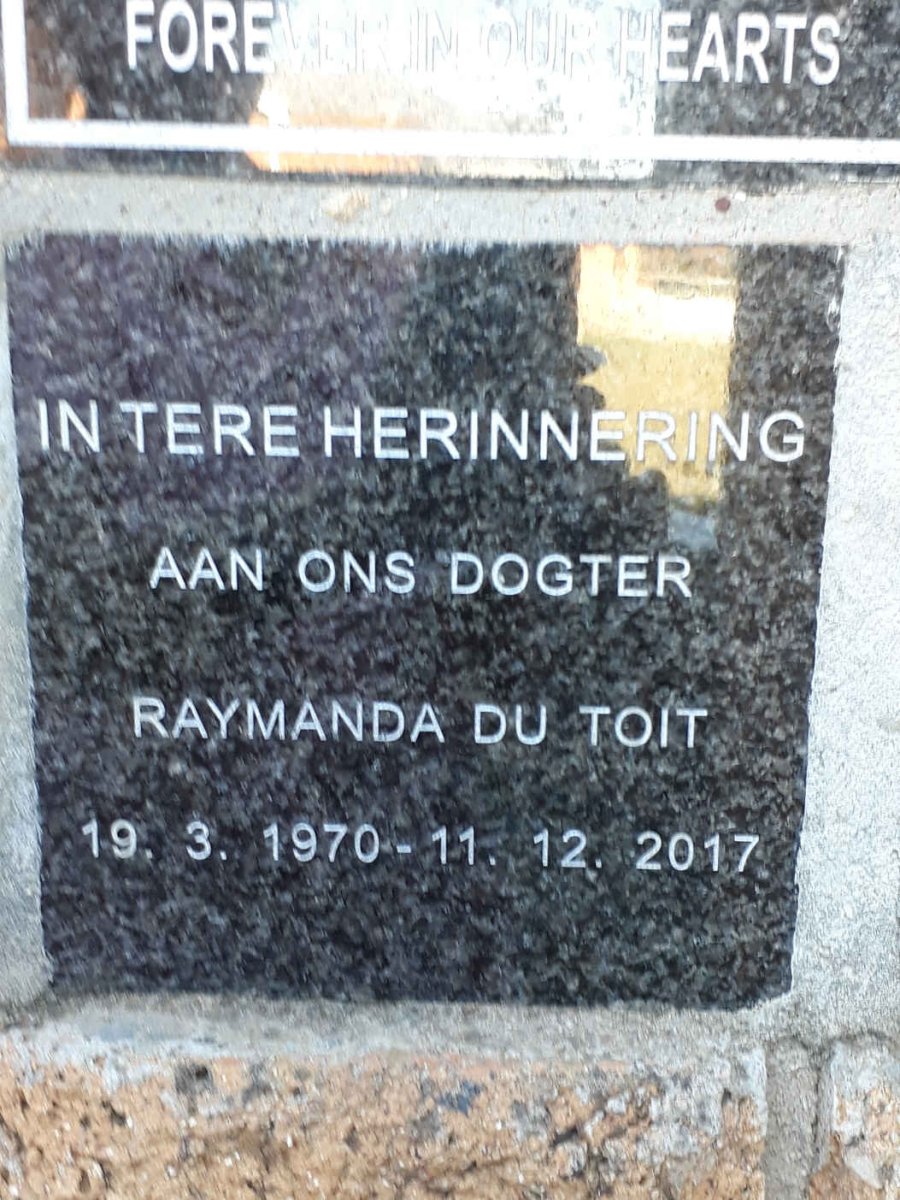 FOREVER IN OUR HEARTS
IN TERE HERINNERING
AAN ONS DOGTER
RAYMANDA DU TOIT
19. 3. 1970 - 11. 12. 2017